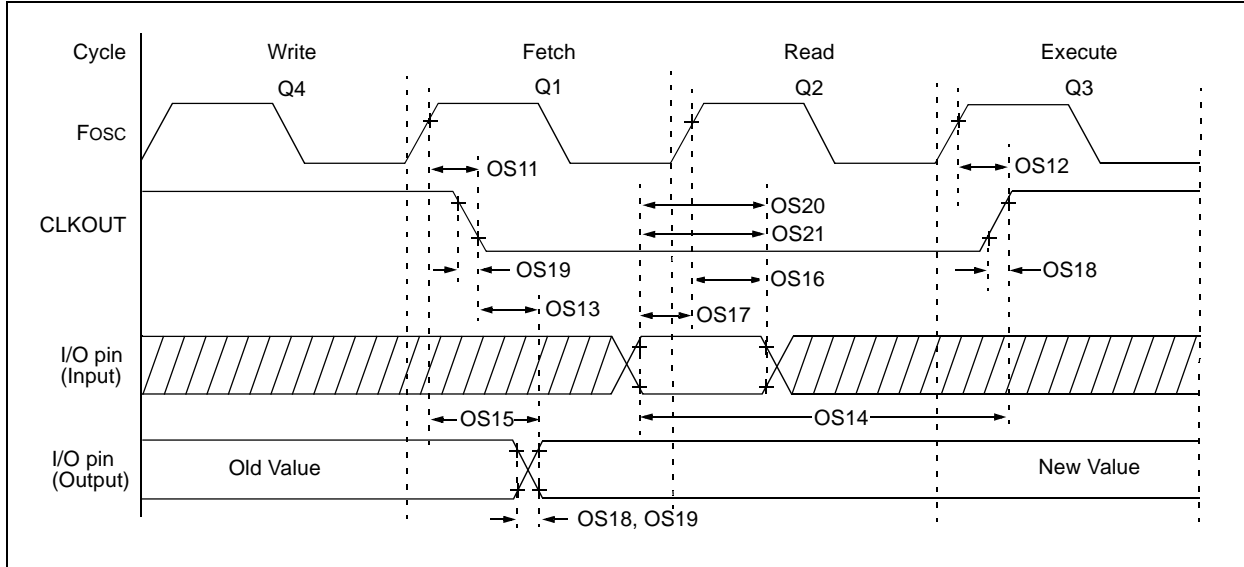 Cycle Write Fetch Read Execute
Q4 Q1 Q2 Q3
FOSC
OS11 OS12
OS20
CLKOUT
OS21
OS19 OS16 OS18
OS13 OS17
I/O pin
(Input)
OS15 OS14
I/O pin
(Output)
Old Value New Value
OS18, OS19